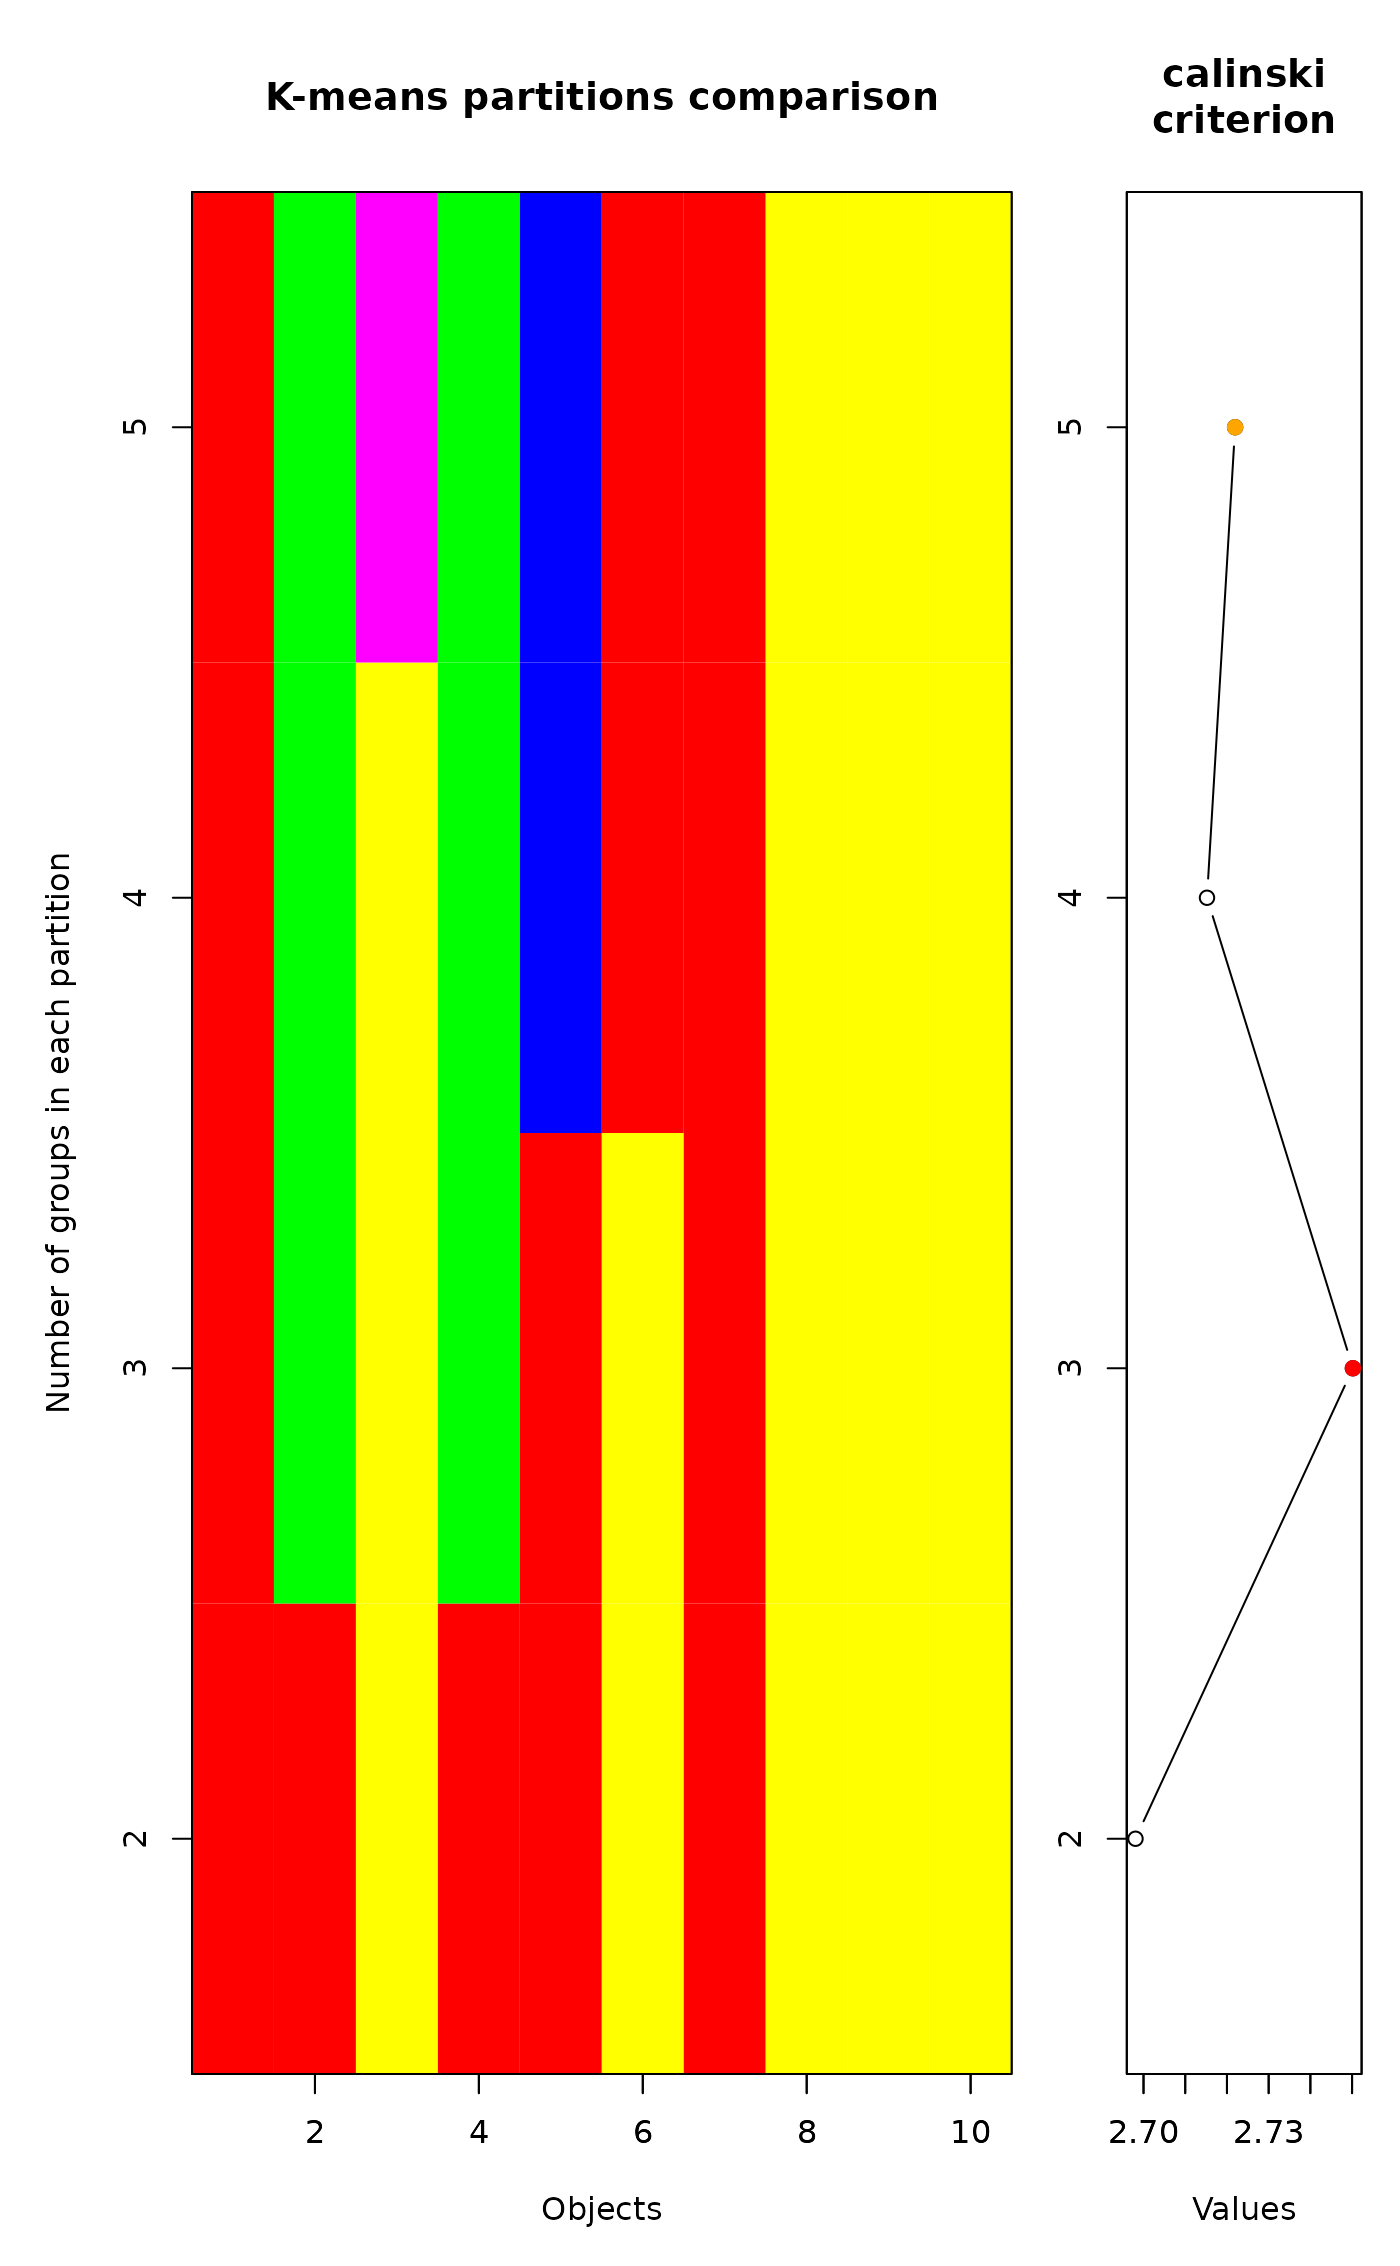 K-means partitions comparison
calinski
criterion
Number of groups in each partition
5
4
3
2
2 4 6 8 10
Objects
5
4
3
2
2.70 2.73
Values